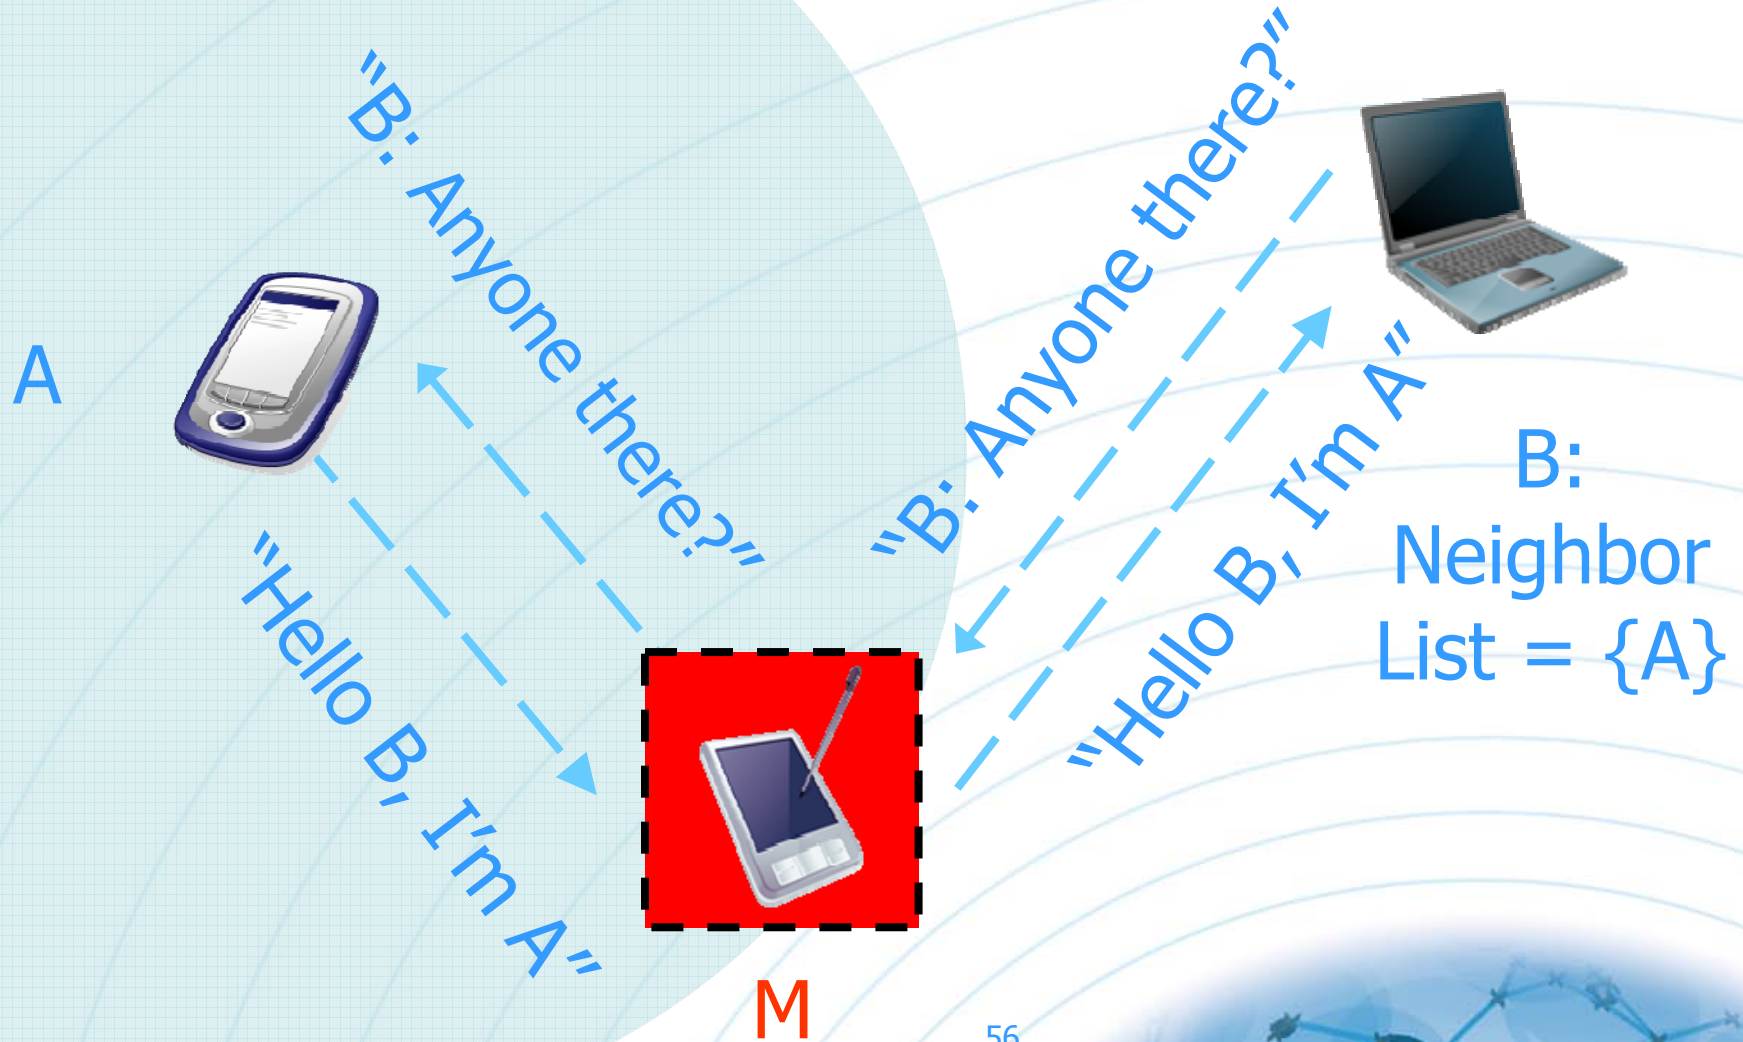 “B: Anyone there?”
“B: Anyone there?”
A
“Hello B, I’m A”
“Hello B, I’m A”
B:
Neighbor
List = {A}
M
56